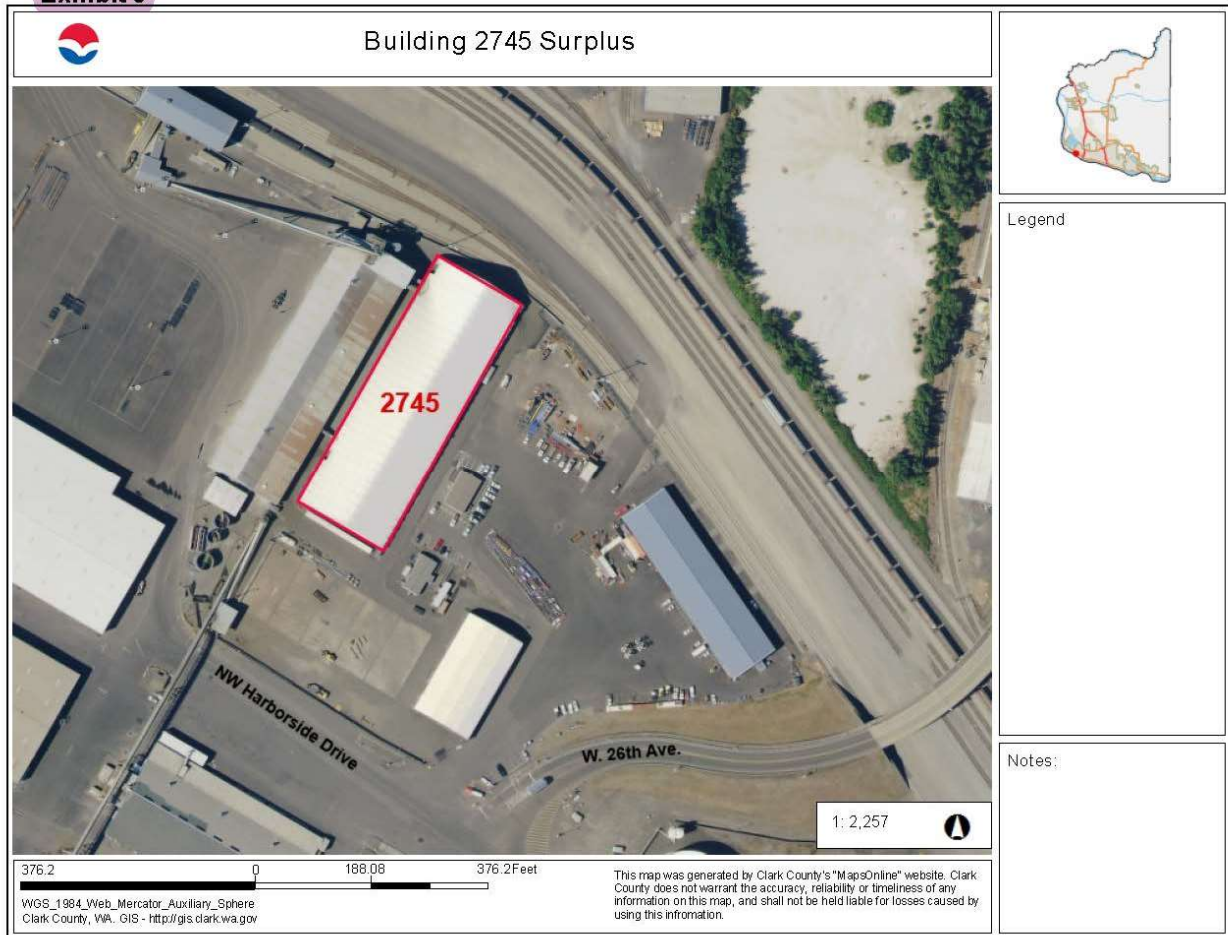 Building 2745 Surplus
2745
NW Harborside Drive
W. 26th Ave.
1: 2,257
Legend
Notes:
376.2 0 188.08 376.2Feet
WGS_1984_Web_Mercator_Auxiliary_Sphere
Clark County, WA. GIS - http://gis.clark.wa.gov
This map was generated by Clark County's "MapsOnline" website. Clark
County does not warrant the accuracy, reliability or timeliness of any
information on this map, and shall not be held liable for losses caused by
using this infromation.